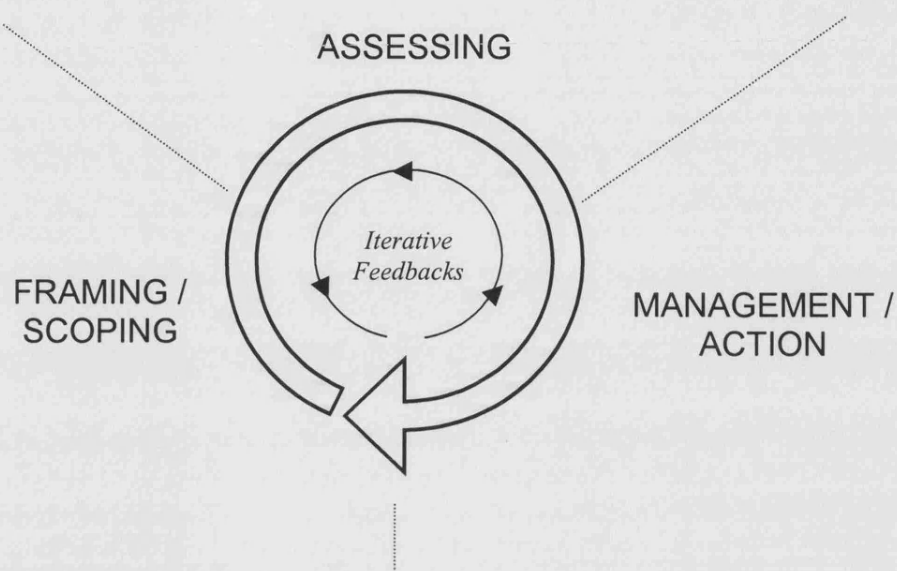 ASSESSING
Iterative
Feedbacks
FRAMING /
SCOPING
MANAGEMENT /
ACTION